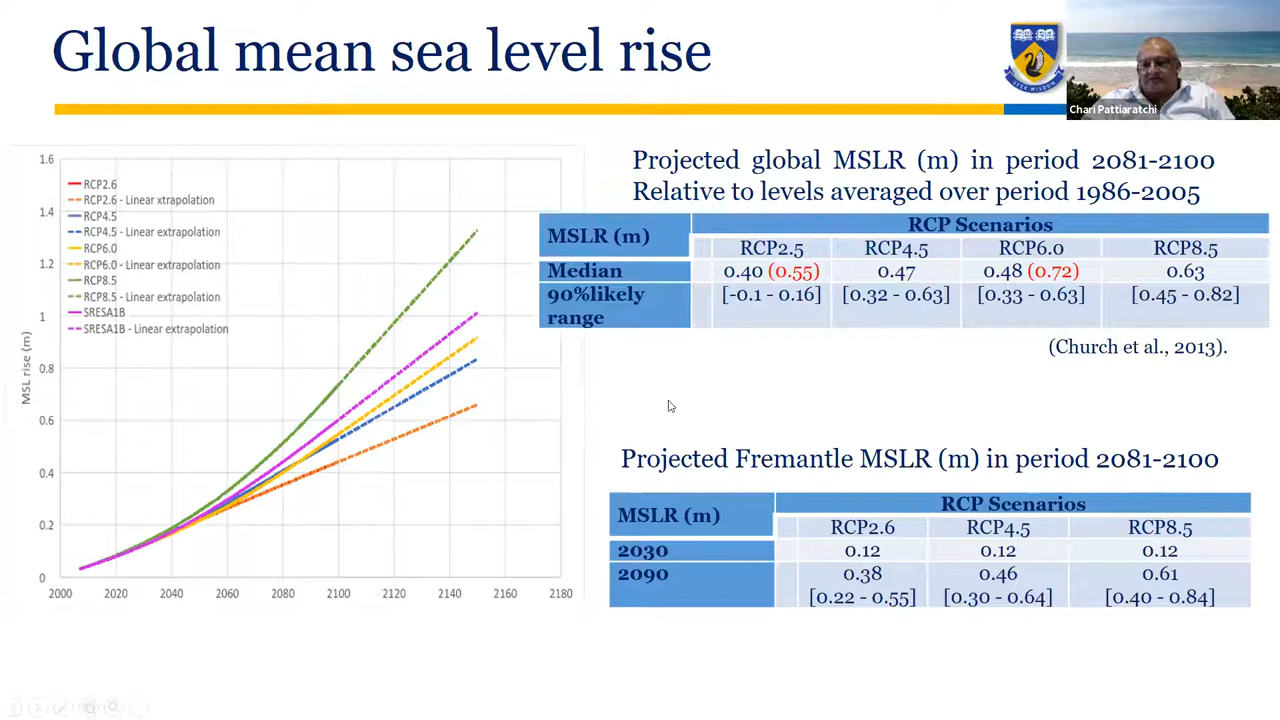 Global mean sea level rise
SEEK WISDOM
Chari Pattiaratchi
1.6
1.4
1.2
1
0.8
0.6
0.4
0.2
0
MSL rise (m)
2000 2020 2040 2060 2080 2100 2120 2140 2160 2180
RCP2.6
RCP2.6 - Linear xtrapolation
RCP4.5
RCP4.5 - Linear extrapolation
RCP6.0
RCP6.0 - Linear extrapolation
RCP8.5
RCP8.5 - Linear extrapolation
SRESA1B
SRESA1B - Linear extrapolation
Projected global MSLR (m) in period 2081-2100
Relative to levels averaged over period 1986-2005
MSLR (m) RCP Scenarios
RCP2.5 RCP4.5 RCP6.0 RCP8.5
Median 0.40 (0.55) 0.47 0.48 (0.72) 0.63
90%likely [-0.1 - 0.16] [0.32 - 0.63] [0.33 - 0.63] [0.45 - 0.82]
range
(Church et al., 2013).
Projected Fremantle MSLR (m) in period 2081-2100
MSLR (m) RCP Scenarios
RCP2.6 RCP4.5 RCP8.5
2030 0.12 0.12 0.12
2090 0.38 0.46 0.61
[0.22 - 0.55] [0.30 - 0.64] [0.40 - 0.84]